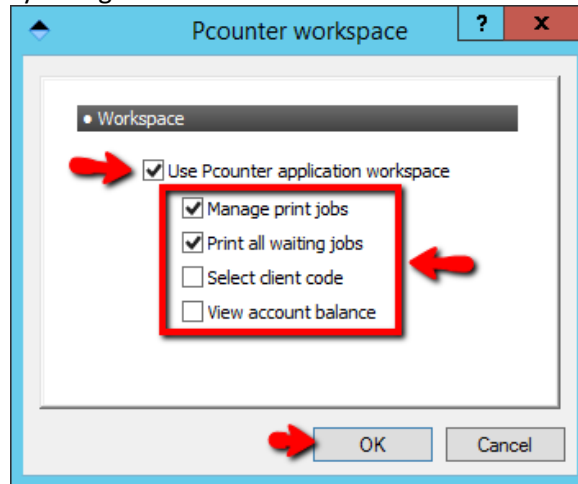 Pcounter workspace
?
x
• Workspace
Use Pcounter application workspace
Manage print jobs
Print all waiting jobs
Select client code
View account balance
OK
Cancel